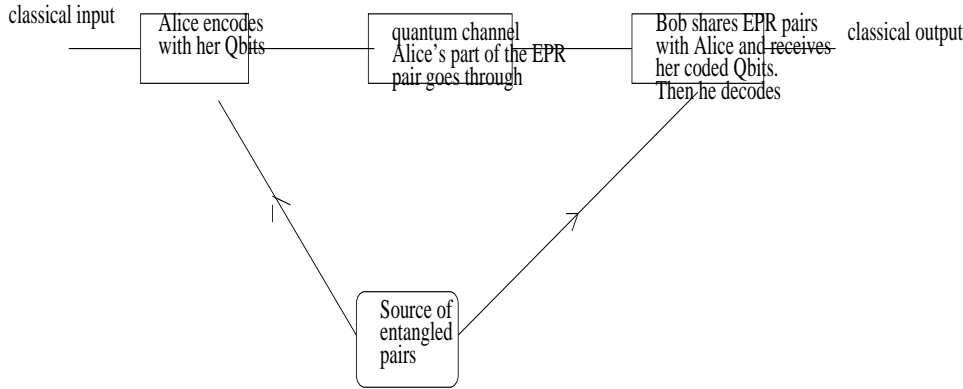 classical input
Alice encodes
with her Qbits
quantum channel
Alice's part of the EPR
pair goes through
Bob shares EPR pairs
with Alice and receives
her coded Qbits.
Then he decodes
classical output
Source of
entangled
pairs